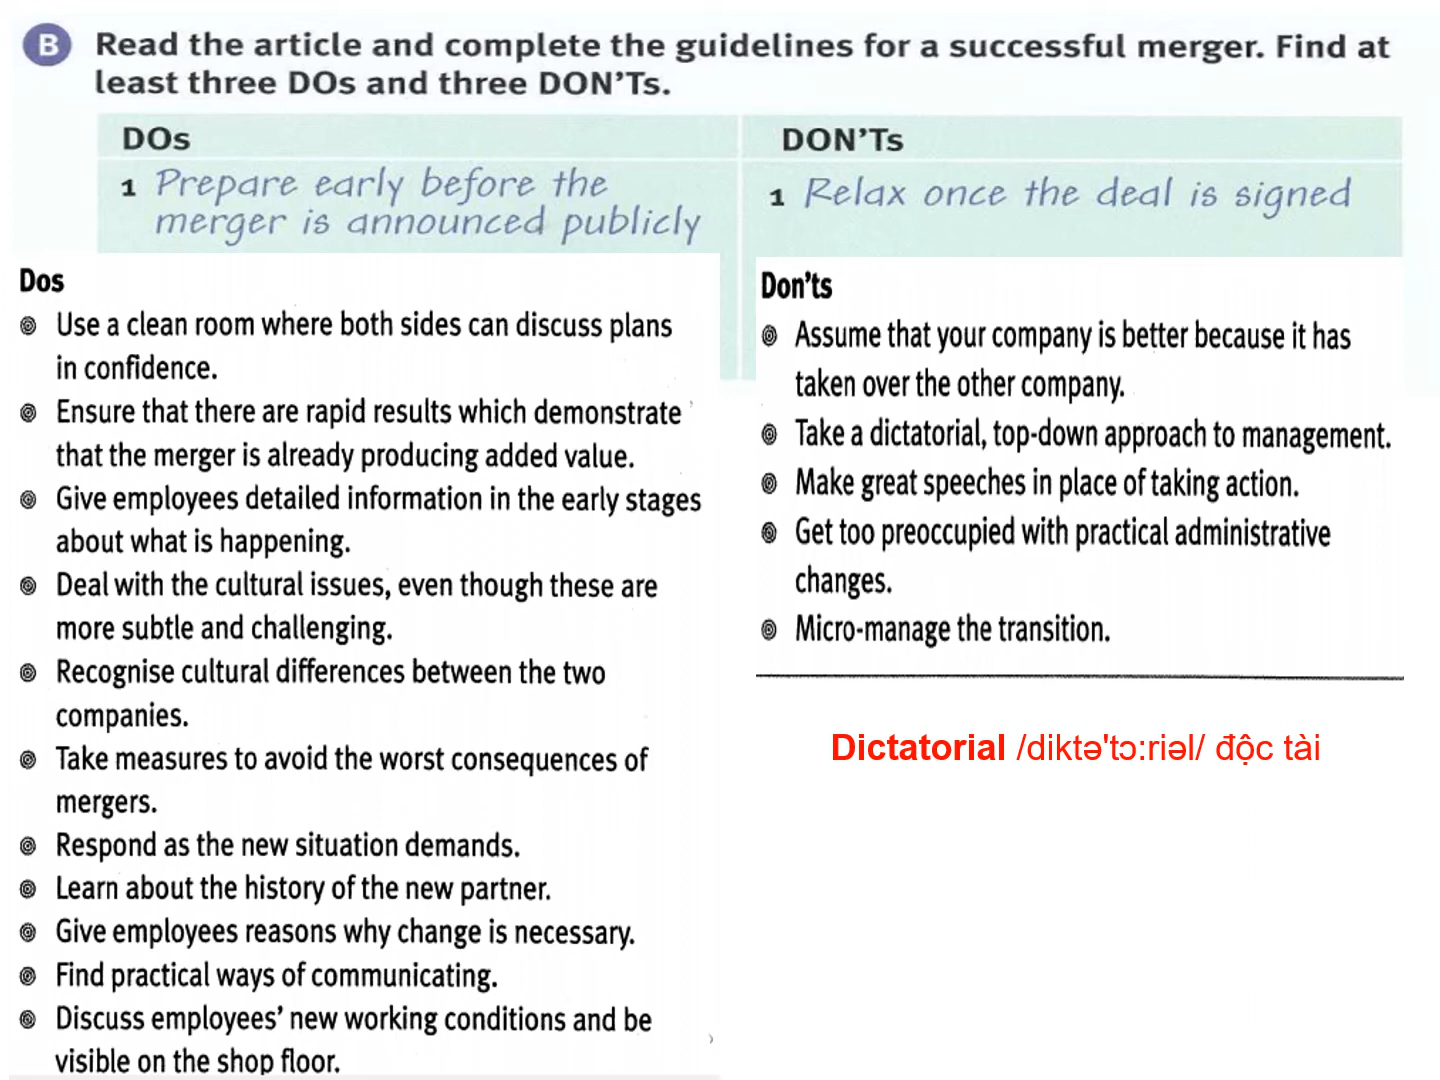 B Read the article and complete the guidelines for a successful merger. Find at
least three DOs and three DON'Ts.
DOs
1 Prepare early before the
merger is announced publicly
DON'Ts
1 Relax once the deal is signed
Dos
Use a clean room where both sides can discuss plans
in confidence.
Ensure that there are rapid results which demonstrate
that the merger is already producing added value.
Give employees detailed information in the early stages
about what is happening.
Deal with the cultural issues, even though these are
more subtle and challenging.
Recognise cultural differences between the two
companies.
Take measures to avoid the worst consequences of
mergers.
Respond as the new situation demands.
Learn about the history of the new partner.
Give employees reasons why change is necessary.
Find practical ways of communicating.
Discuss employees' new working conditions and be
visible on the shop floor.
Don'ts
Assume that your company is better because it has
taken over the other company.
Take a dictatorial, top-down approach to management.
Make great speeches in place of taking action.
Get too preoccupied with practical administrative
changes.
Micro-manage the transition.
Dictatorial /diktə'tɔ:riəl/ độc tài